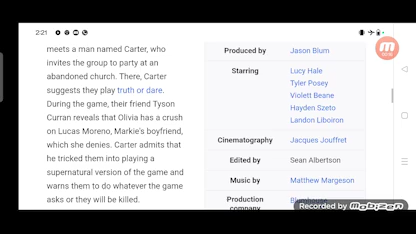 2:21
meets a man named Carter, who
invites the group to party at an
abandoned church. There, Carter
suggests they play truth or dare.
During the game, their friend Tyson
Curran reveals that Olivia has a crush
on Lucas Moreno, Markie's boyfriend,
which she denies. Carter admits that
he tricked them into playing a
supernatural version of the game and
warns them to do whatever the game
asks or they will be killed.
Produced by Jason Blum
Starring Lucy Hale
Tyler Posey
Violett Beane
Hayden Szeto
Landon Liboiron
Cinematography Jacques Jouffret
Edited by Sean Albertson
Music by Matthew Margeson
Production Blumhouse
company
Recorded by Mobizen